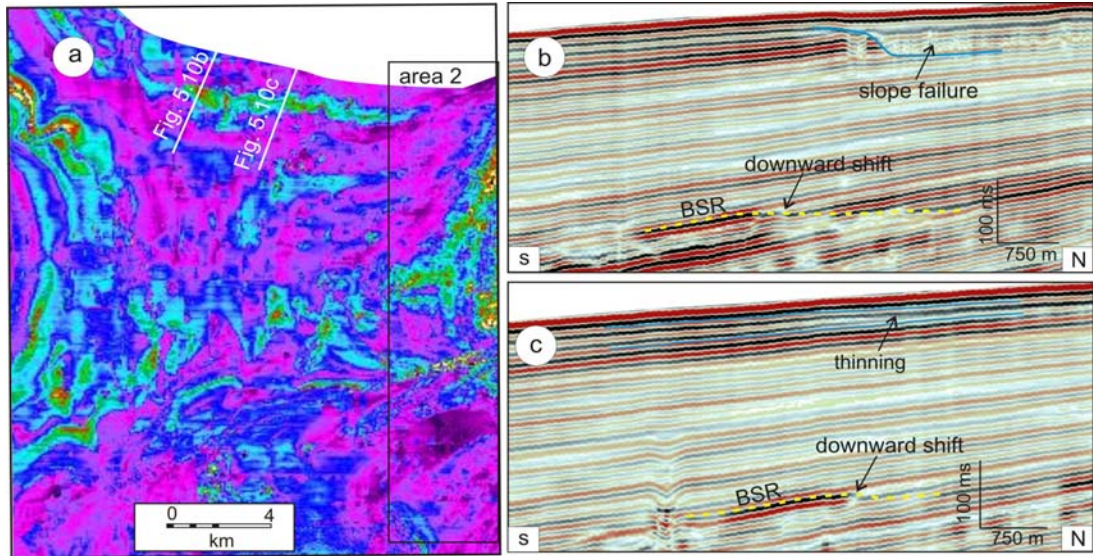 a
Fig. 5.10b
Fig. 5.10c
area 2
0 4
km
b
slope failure
downward shift
BSR
100 ms
750 m
s
N
c
thinning
downward shift
BSR
100 ms
750 m
s
N